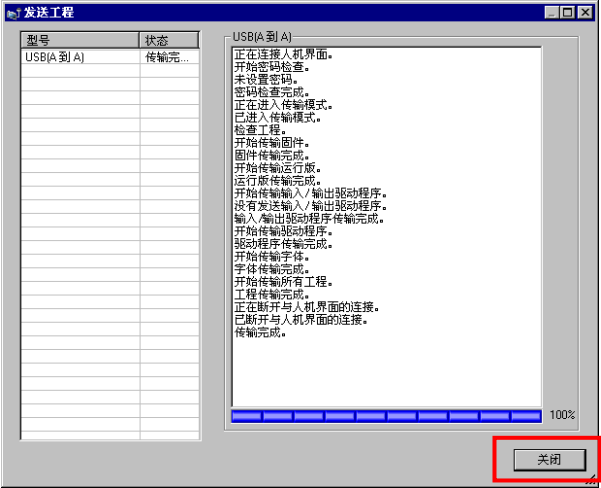 发送工程
型号 状态
USB(A 到 A) 传输完...
USB(A 到 A)
正在连接人机界面。
开始密码检查。
未设置密码。
密码检查完成。
正在进入传输模式。
已进入传输模式。
检查工程。
开始传输固件。
固件传输完成。
开始传输运行版。
运行版传输完成。
开始传输输入/输出驱动程序。
没有发送输入/输出驱动程序。
输入/输出驱动程序传输完成。
开始传输驱动程序。
驱动程序传输完成。
开始传输字体。
字体传输完成。
开始传输所有工程。
工程传输完成。
正在断开与人机界面的连接。
已断开与人机界面的连接。
传输完成。
100%
关闭